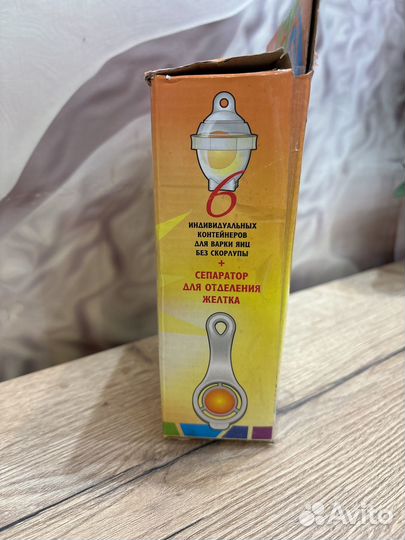 6
ИНДИВИДУАЛЬНЫХ
КОНТЕЙНЕРОВ
ДЛЯ ВАРКИ ЯИЦ
БЕЗ СКОРЛУПЫ
+
СЕПАРАТОР
ДЛЯ ОТДЕЛЕНИЯ
ЖЕЛТКА
Avito